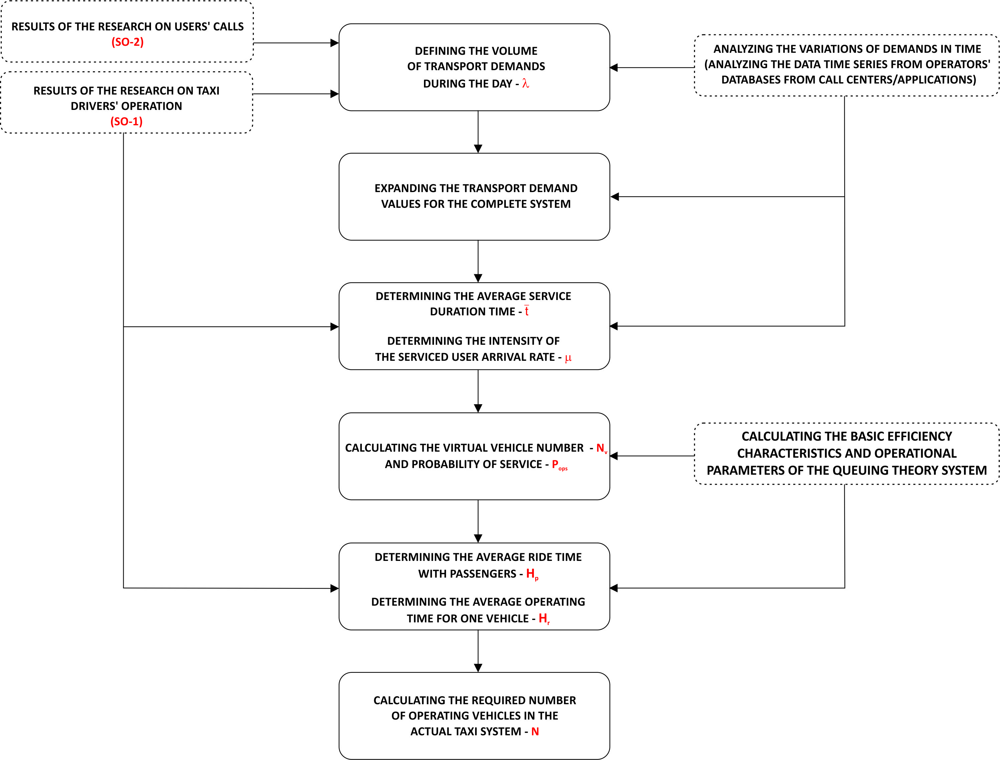 RESULTS OF THE RESEARCH ON USERS' CALLS
(SO-2)
RESULTS OF THE RESEARCH ON TAXI
DRIVERS' OPERATION
(SO-1)
DEFINING THE VOLUME
OF TRANSPORT DEMANDS
DURING THE DAY - λ
ANALYZING THE VARIATIONS OF DEMANDS IN TIME
(ANALYZING THE DATA TIME SERIES FROM OPERATORS'
DATABASES FROM CALL CENTERS/APPLICATIONS)
EXPANDING THE TRANSPORT DEMAND
VALUES FOR THE COMPLETE SYSTEM
DETERMINING THE AVERAGE SERVICE
DURATION TIME - t̄
DETERMINING THE INTENSITY OF
THE SERVICED USER ARRIVAL RATE - μ
CALCULATING THE VIRTUAL VEHICLE NUMBER - Nv
AND PROBABILITY OF SERVICE - Pops
CALCULATING THE BASIC EFFICIENCY
CHARACTERISTICS AND OPERATIONAL
PARAMETERS OF THE QUEUING THEORY SYSTEM
DETERMINING THE AVERAGE RIDE TIME
WITH PASSENGERS - Hp
DETERMINING THE AVERAGE OPERATING
TIME FOR ONE VEHICLE - Hr
CALCULATING THE REQUIRED NUMBER
OF OPERATING VEHICLES IN THE
ACTUAL TAXI SYSTEM - N